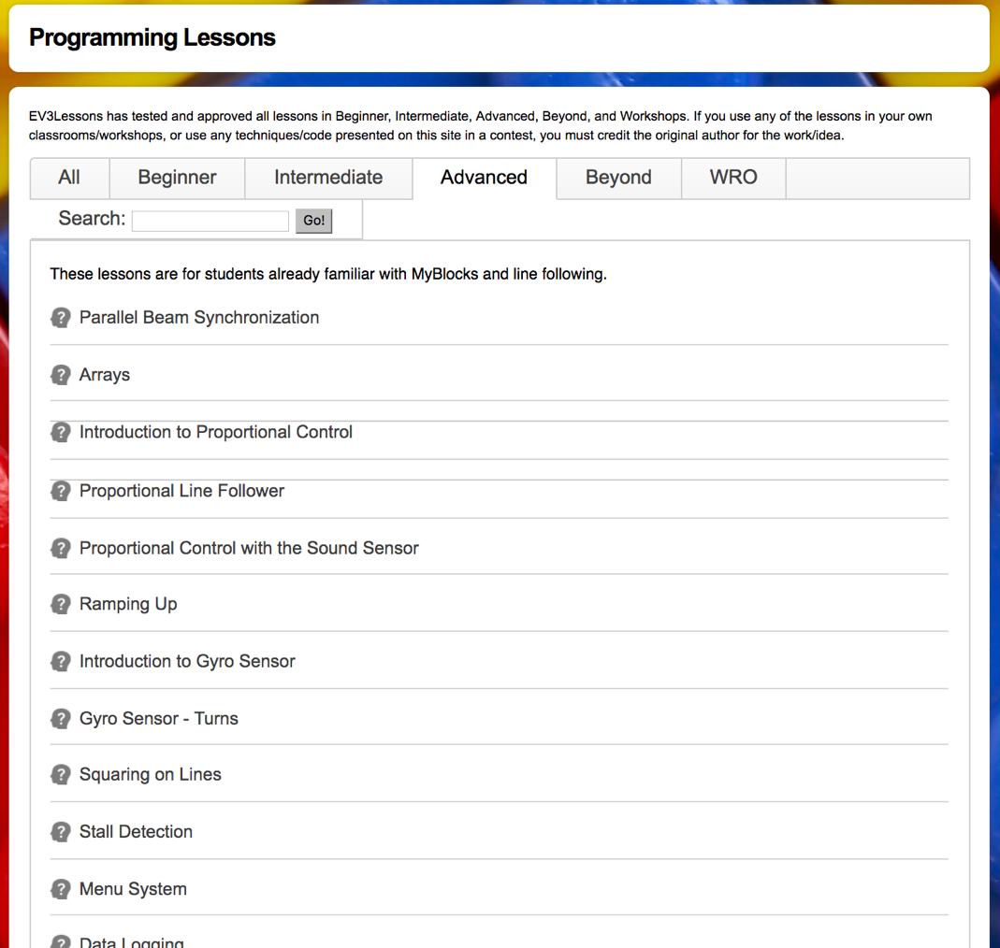 Programming Lessons
EV3Lessons has tested and approved all lessons in Beginner, Intermediate, Advanced, Beyond, and Workshops. If you use any of the lessons in your own
classrooms/workshops, or use any techniques/code presented on this site in a contest, you must credit the original author for the work/idea.
All Beginner Intermediate Advanced Beyond WRO
Search: Go!
These lessons are for students already familiar with MyBlocks and line following.
? Parallel Beam Synchronization
? Arrays
? Introduction to Proportional Control
? Proportional Line Follower
? Proportional Control with the Sound Sensor
? Ramping Up
? Introduction to Gyro Sensor
? Gyro Sensor - Turns
? Squaring on Lines
? Stall Detection
? Menu System
? Data Logging